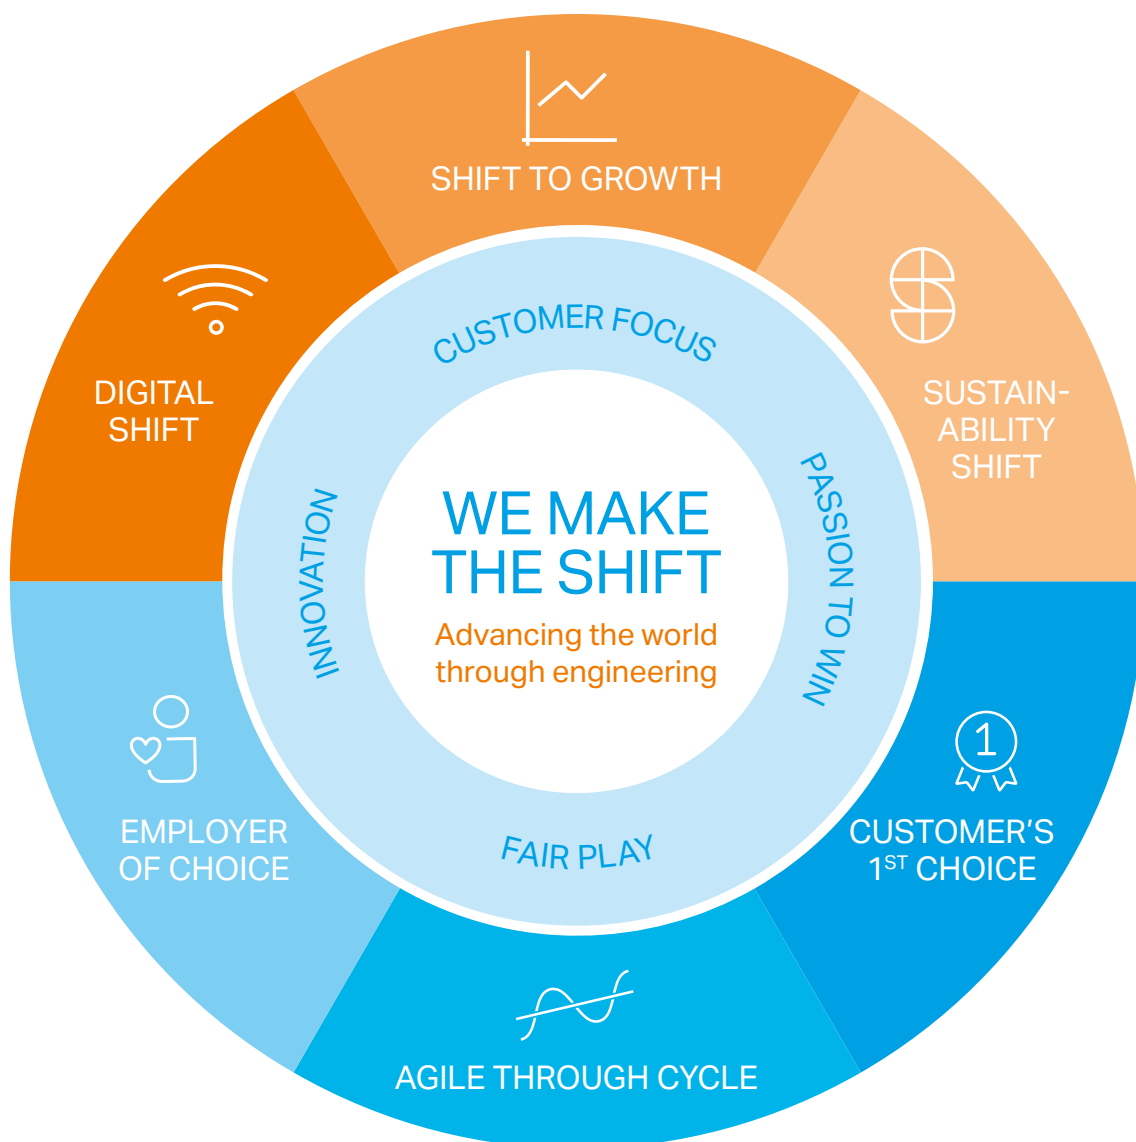 SHIFT TO GROWTH
DIGITAL
SHIFT
SUSTAIN-
ABILITY
SHIFT
CUSTOMER FOCUS
INNOVATION
PASSION TO WIN
WE MAKE
THE SHIFT
Advancing the world
through engineering
FAIR PLAY
EMPLOYER
OF CHOICE
1
CUSTOMER’S
1ST CHOICE
AGILE THROUGH CYCLE